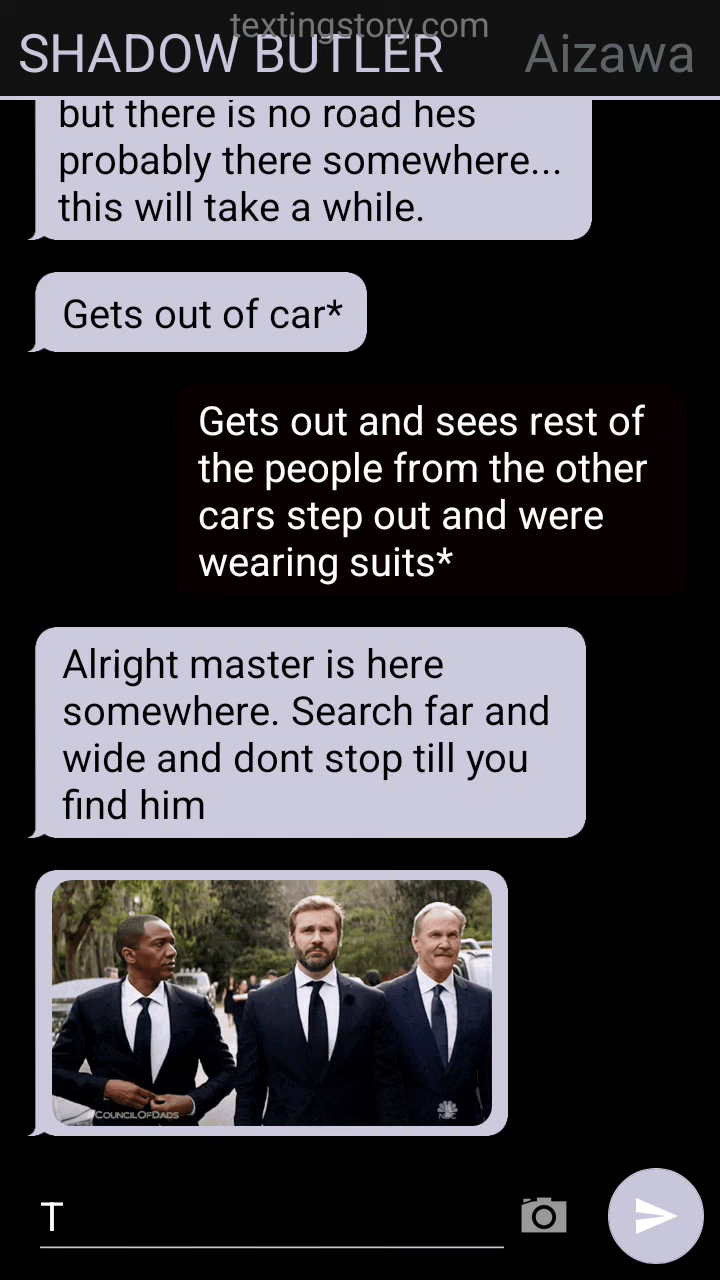 textingstory.com
SHADOW BUTLER Aizawa
but there is no road hes
probably there somewhere...
this will take a while.
Gets out of car*
Gets out and sees rest of
the people from the other
cars step out and were
wearing suits*
Alright master is here
somewhere. Search far and
wide and dont stop till you
find him
#COUNCILOFDADS
NBC
T